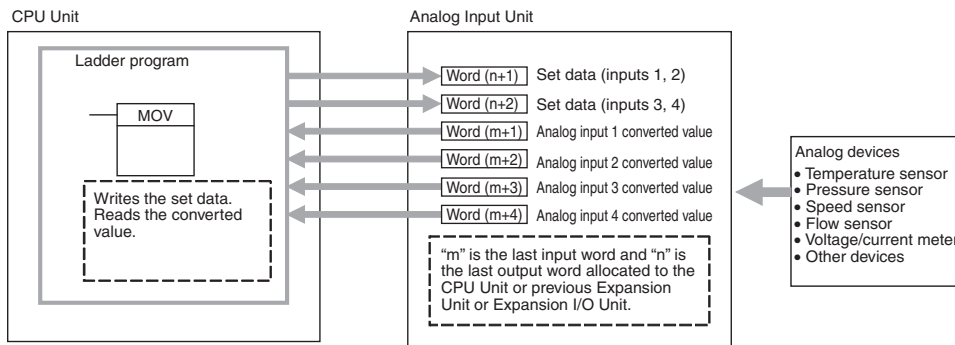 CPU Unit
Analog Input Unit
Ladder program
MOV
Writes the set data.
Reads the converted
value.
Word (n+1) Set data (inputs 1, 2)
Word (n+2) Set data (inputs 3, 4)
Word (m+1) Analog input 1 converted value
Word (m+2) Analog input 2 converted value
Word (m+3) Analog input 3 converted value
Word (m+4) Analog input 4 converted value
“m” is the last input word and “n” is
the last output word allocated to the
CPU Unit or previous Expansion
Unit or Expansion I/O Unit.
Analog devices
• Temperature sensor
• Pressure sensor
• Speed sensor
• Flow sensor
• Voltage/current meter
• Other devices